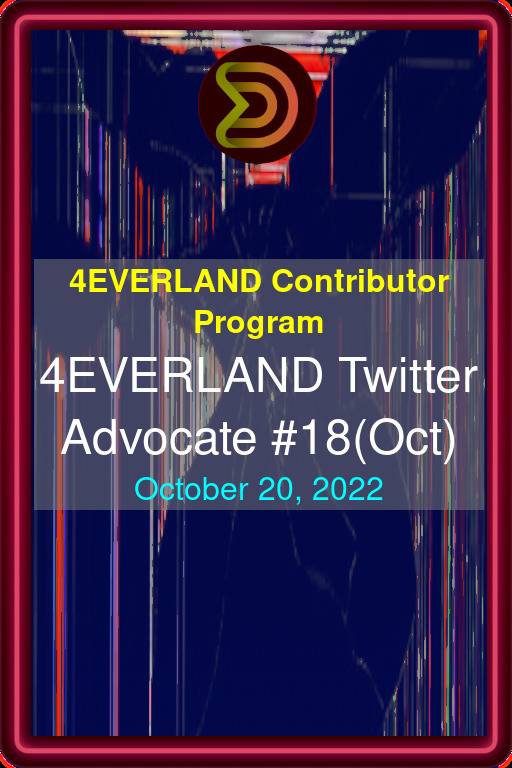 4EVERLAND Contributor
Program
4EVERLAND Twitter
Advocate #18(Oct)
October 20, 2022